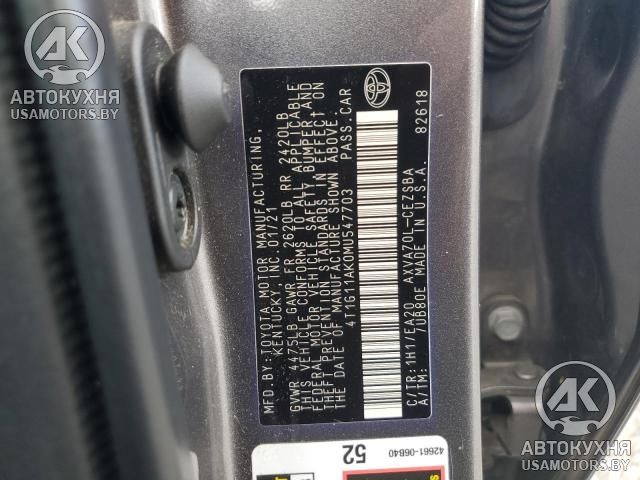 AK
АВТОКУХНЯ
USAMOTORS.BY
MFD. BY:TOYOTA MOTOR MANUFACTURING,
KENTUCKY, INC. 01/21
GVWR 4475LB GAWR FR 2620LB RR 2420LB
THIS VEHICLE CONFORMS TO ALL APPLICABLE
FEDERAL MOTOR VEHICLE SAFETY, BUMPER, AND
THEFT PREVENTION STANDARDS IN EFFECT ON
THE DATE OF MANUFACTURE SHOWN ABOVE.
4T1G11AK0MU547703 PASS. CAR
C/TR: 1H1/EA20 AXVA70L-CEZSBA
A/TM: 7UB80E MADE IN U.S.A. 82618
42661-06B40
52
AK
АВТОКУХНЯ
USAMOTORS.BY